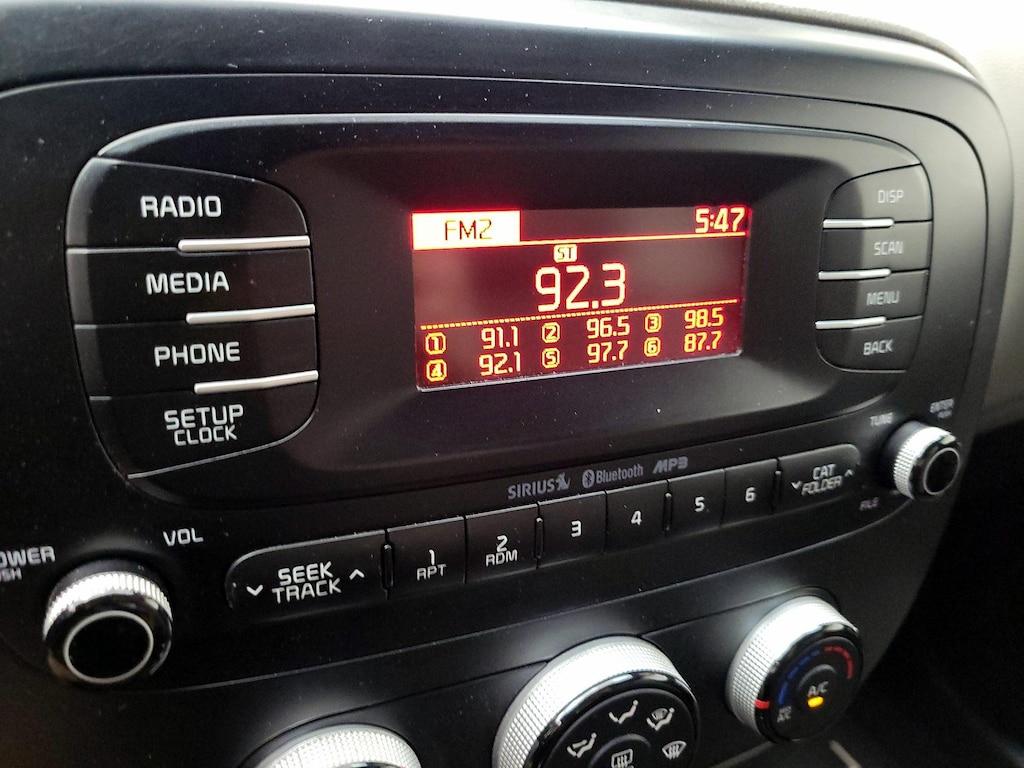 RADIO
MEDIA
PHONE
SETUP
CLOCK
FM2
5:47
ST
92.3
1 91.1 2 96.5 3 98.5
4 92.1 5 97.7 6 87.7
DISP
SCAN
MENU
BACK
TUNE
ENTER
FILE
SIRIUS Bluetooth MP3
POWER
VOL
SEEK
TRACK
1
RPT
2
RDM
3
4
5
6
CAT
FOLDER
A/C